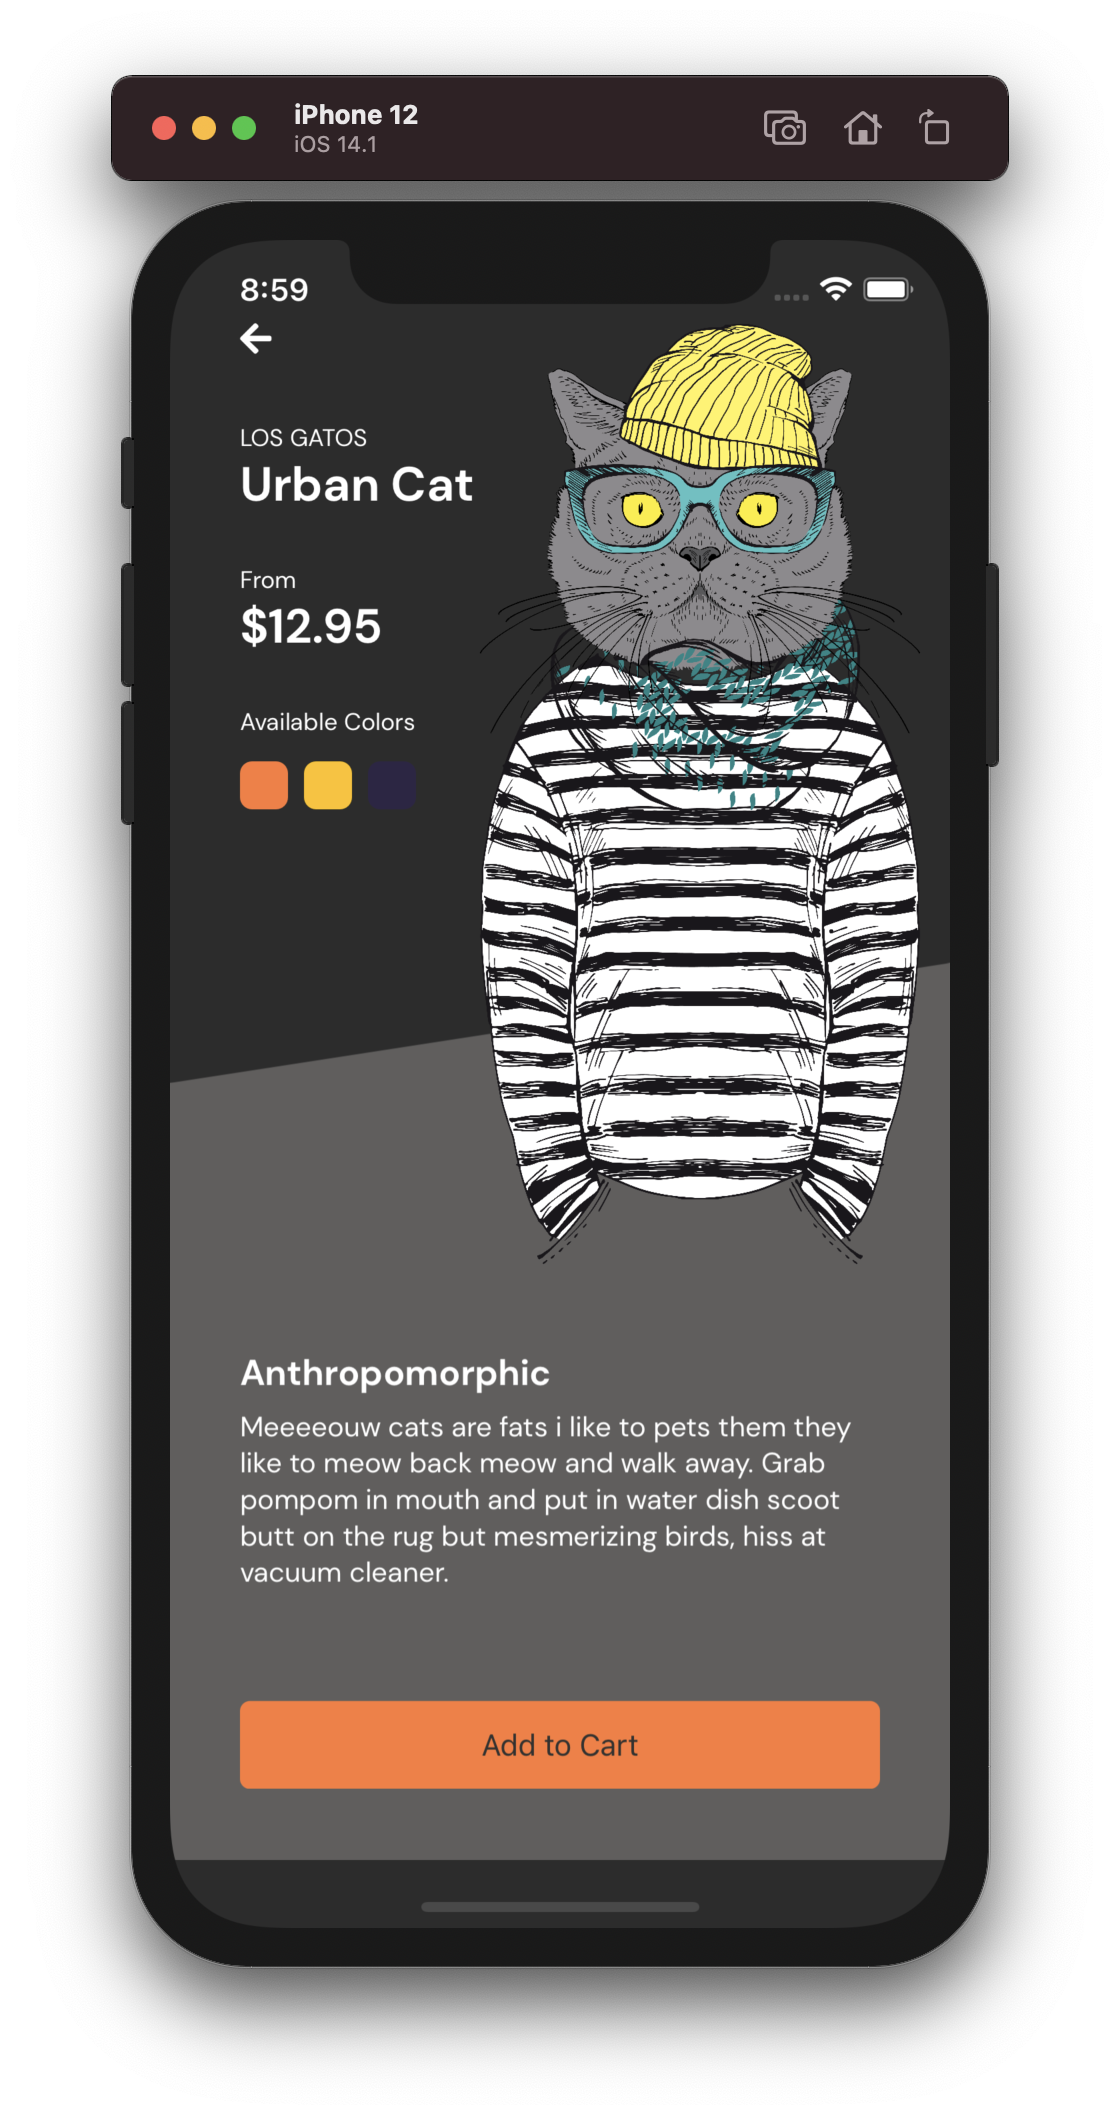 iPhone 12
iOS 14.1
8:59
LOS GATOS
Urban Cat
From
$12.95
Available Colors
Anthropomorphic
Meeeeouw cats are fats i like to pets them they
like to meow back meow and walk away. Grab
pompom in mouth and put in water dish scoot
butt on the rug but mesmerizing birds, hiss at
vacuum cleaner.
Add to Cart